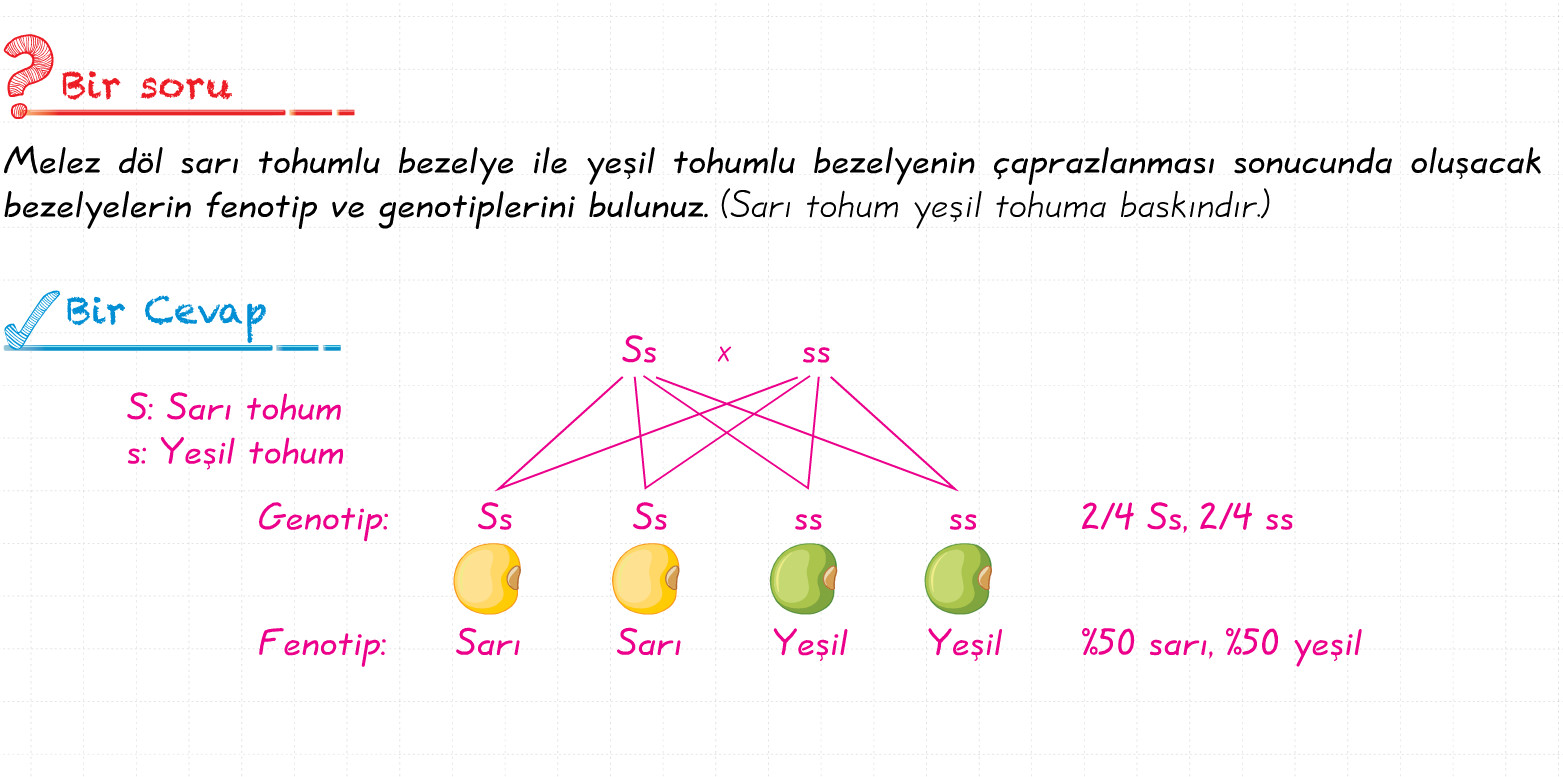 Bir soru
Melez döl sarı tohumlu bezelye ile yeşil tohumlu bezelyenin çaprazlanması sonucunda oluşacak
bezelyelerin fenotip ve genotiplerini bulunuz. (Sarı tohum yeşil tohuma baskındır.)
Bir Cevap
Ss x ss
S: Sarı tohum
s: Yeşil tohum
Genotip: Ss Ss ss ss 2/4 Ss, 2/4 ss
Fenotip: Sarı Sarı Yeşil Yeşil %50 sarı, %50 yeşil